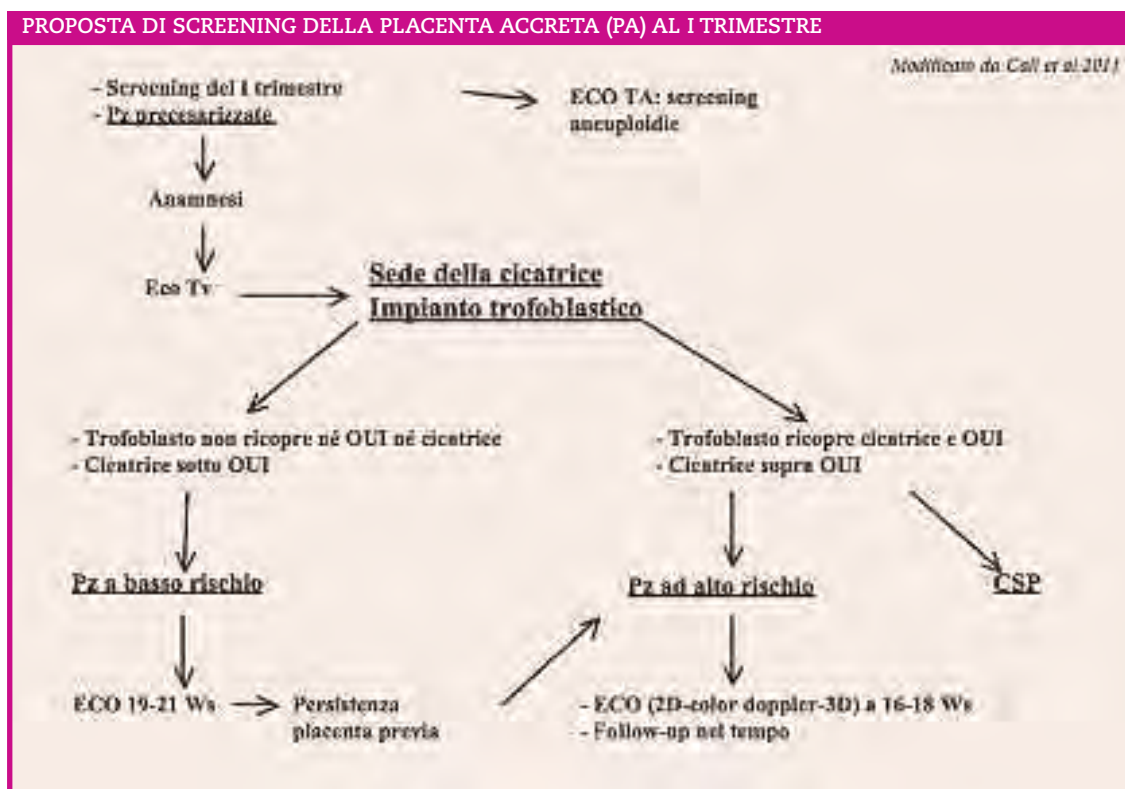 PROPOSTA DI SCREENING DELLA PLACENTA ACCRETA (PA) AL I TRIMESTRE
Modificato da Calì et al 2011
- Screening del I trimestre
- Pz precesarizzate
ECO TA: screening
aneuploidie
Anamnesi
Eco Tv
Sede della cicatrice
Impianto trofoblastico
- Trofoblasto non ricopre né OUI né cicatrice
- Cicatrice sotto OUI
- Trofoblasto ricopre cicatrice e OUI
- Cicatrice sopra OUI
Pz a basso rischio
Pz ad alto rischio
CSP
ECO 19-21 Ws
Persistenza
placenta previa
- ECO (2D-color doppler-3D) a 16-18 Ws
- Follow-up nel tempo